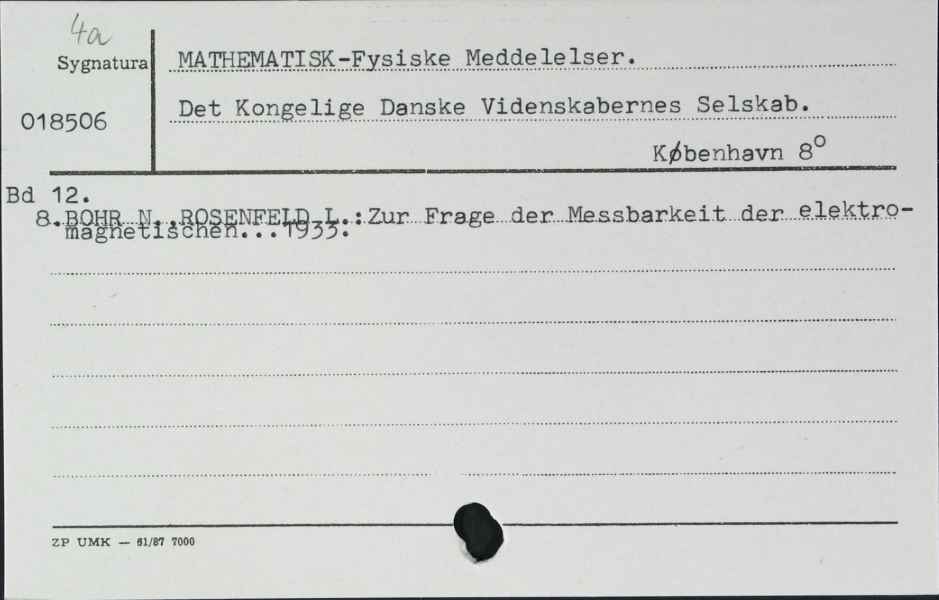 4a
Sygnatura
MATHEMATISK-Fysiske Meddelelser.
018506
Det Kongelige Danske Videnskabernes Selskab.
København 8°
Bd 12.
8.BOHR N.,ROSENFELD L.:Zur Frage der Messbarkeit der elektro-
magnetischen...1933.
ZP UMK — 61/87 7000